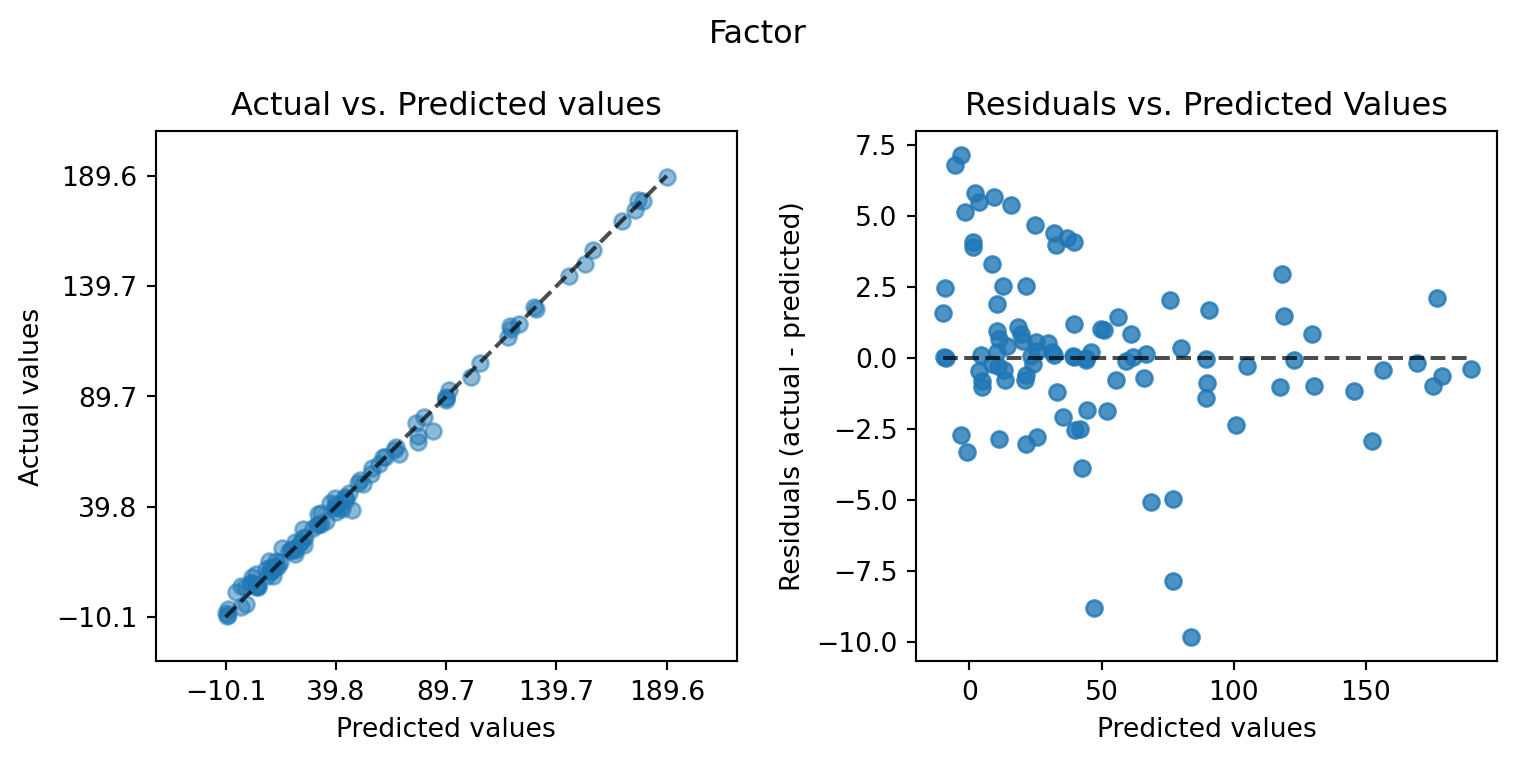 Factor
Actual vs. Predicted values
189.6
139.7
89.7
39.8
−10.1
Actual values
−10.1 39.8 89.7 139.7 189.6
Predicted values
Residuals vs. Predicted Values
7.5
5.0
2.5
0.0
−2.5
−5.0
−7.5
−10.0
Residuals (actual - predicted)
0 50 100 150
Predicted values